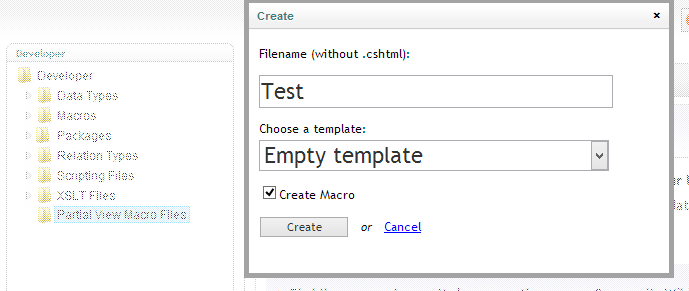 Create
Filename (without .cshtml):
Test
Choose a template:
Empty template
Create Macro
Create or Cancel
Developer
Developer
Data Types
Macros
Packages
Relation Types
Scripting Files
XSLT Files
Partial View Macro Files